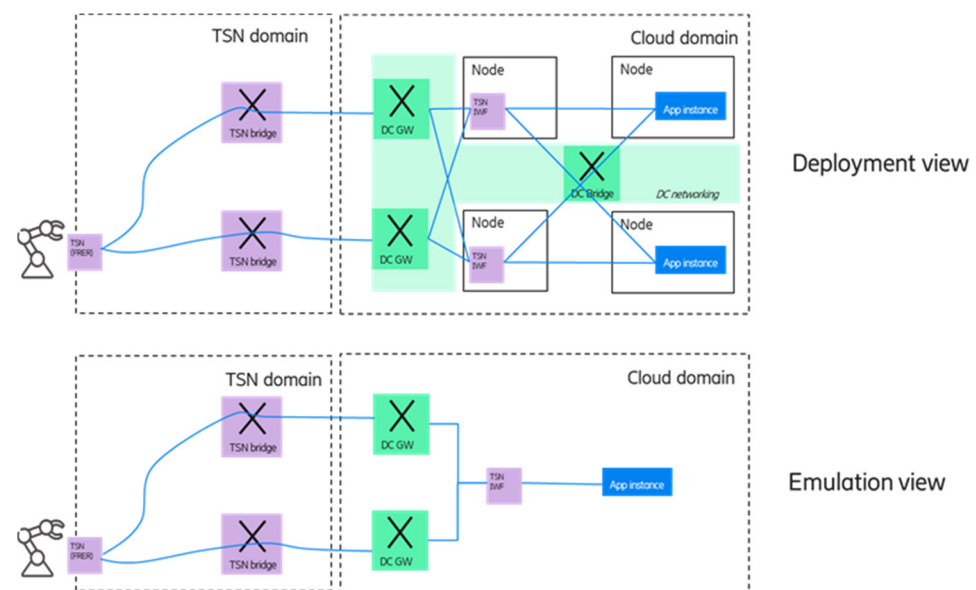 TSN domain
Cloud domain
Node
Node
TSN
IWF
App instance
DC GW
TSN bridge
Deployment view
DC Bridge
DC networking
TSN
(FRER)
TSN bridge
DC GW
Node
Node
TSN
IWF
App instance
TSN domain
Cloud domain
TSN bridge
DC GW
TSN
IWF
App instance
Emulation view
TSN
(FRER)
TSN bridge
DC GW